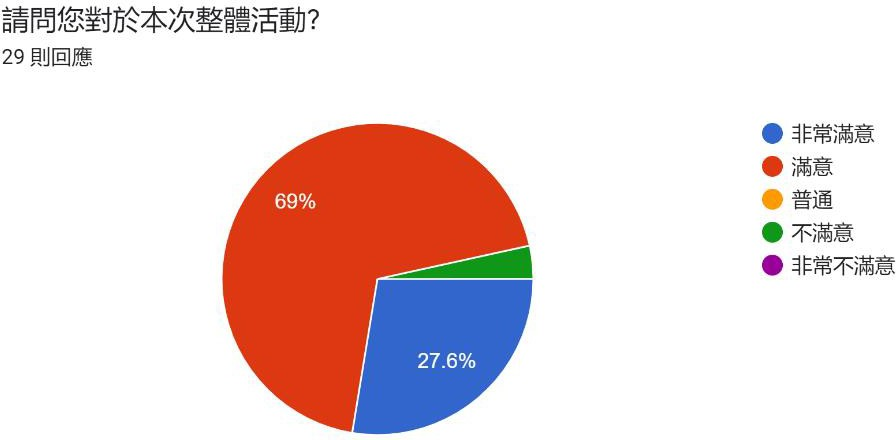 請問您對於本次整體活動?
29 則回應
69%
27.6%
非常滿意
滿意
普通
不滿意
非常不滿意